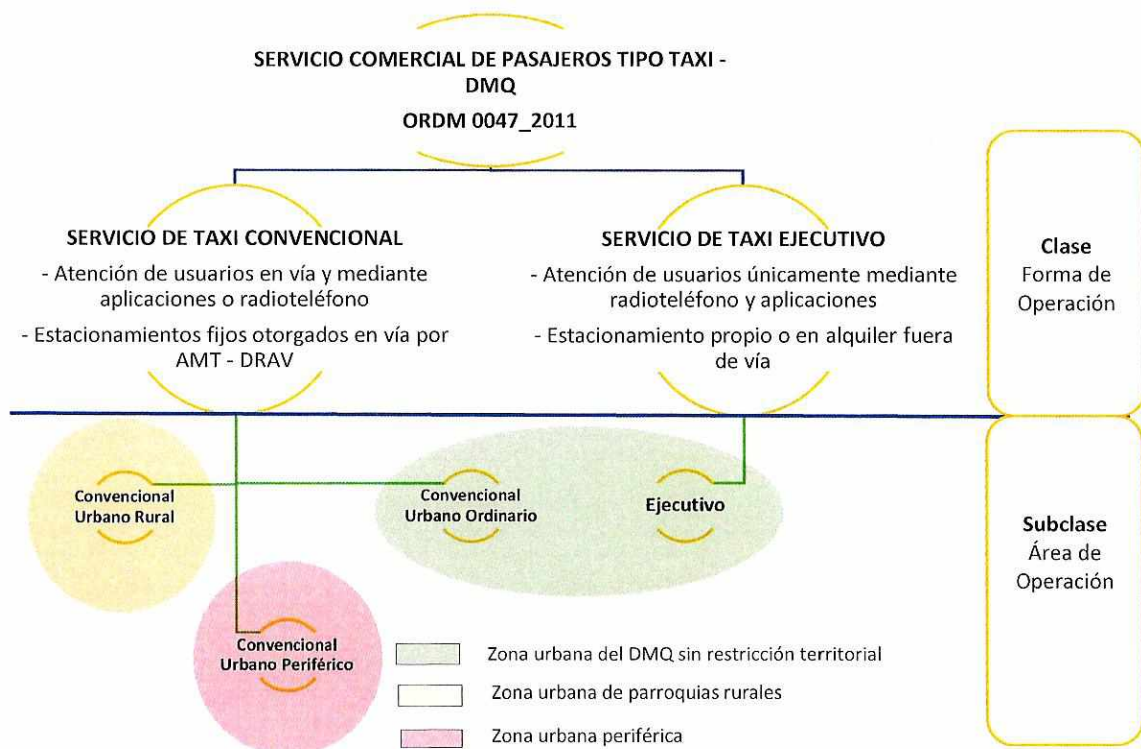 SERVICIO COMERCIAL DE PASAJEROS TIPO TAXI -
DMQ
ORDM 0047_2011
SERVICIO DE TAXI CONVENCIONAL
- Atención de usuarios en vía y mediante
aplicaciones o radioteléfono
- Estacionamientos fijos otorgados en vía por
AMT - DRAV
SERVICIO DE TAXI EJECUTIVO
- Atención de usuarios únicamente mediante
radioteléfono y aplicaciones
- Estacionamiento propio o en alquiler fuera
de vía
Clase
Forma de
Operación
Convencional
Urbano Rural
Convencional
Urbano Ordinario
Ejecutivo
Subclase
Área de
Operación
Convencional
Urbano Periférico
Zona urbana del DMQ sin restricción territorial
Zona urbana de parroquias rurales
Zona urbana periférica